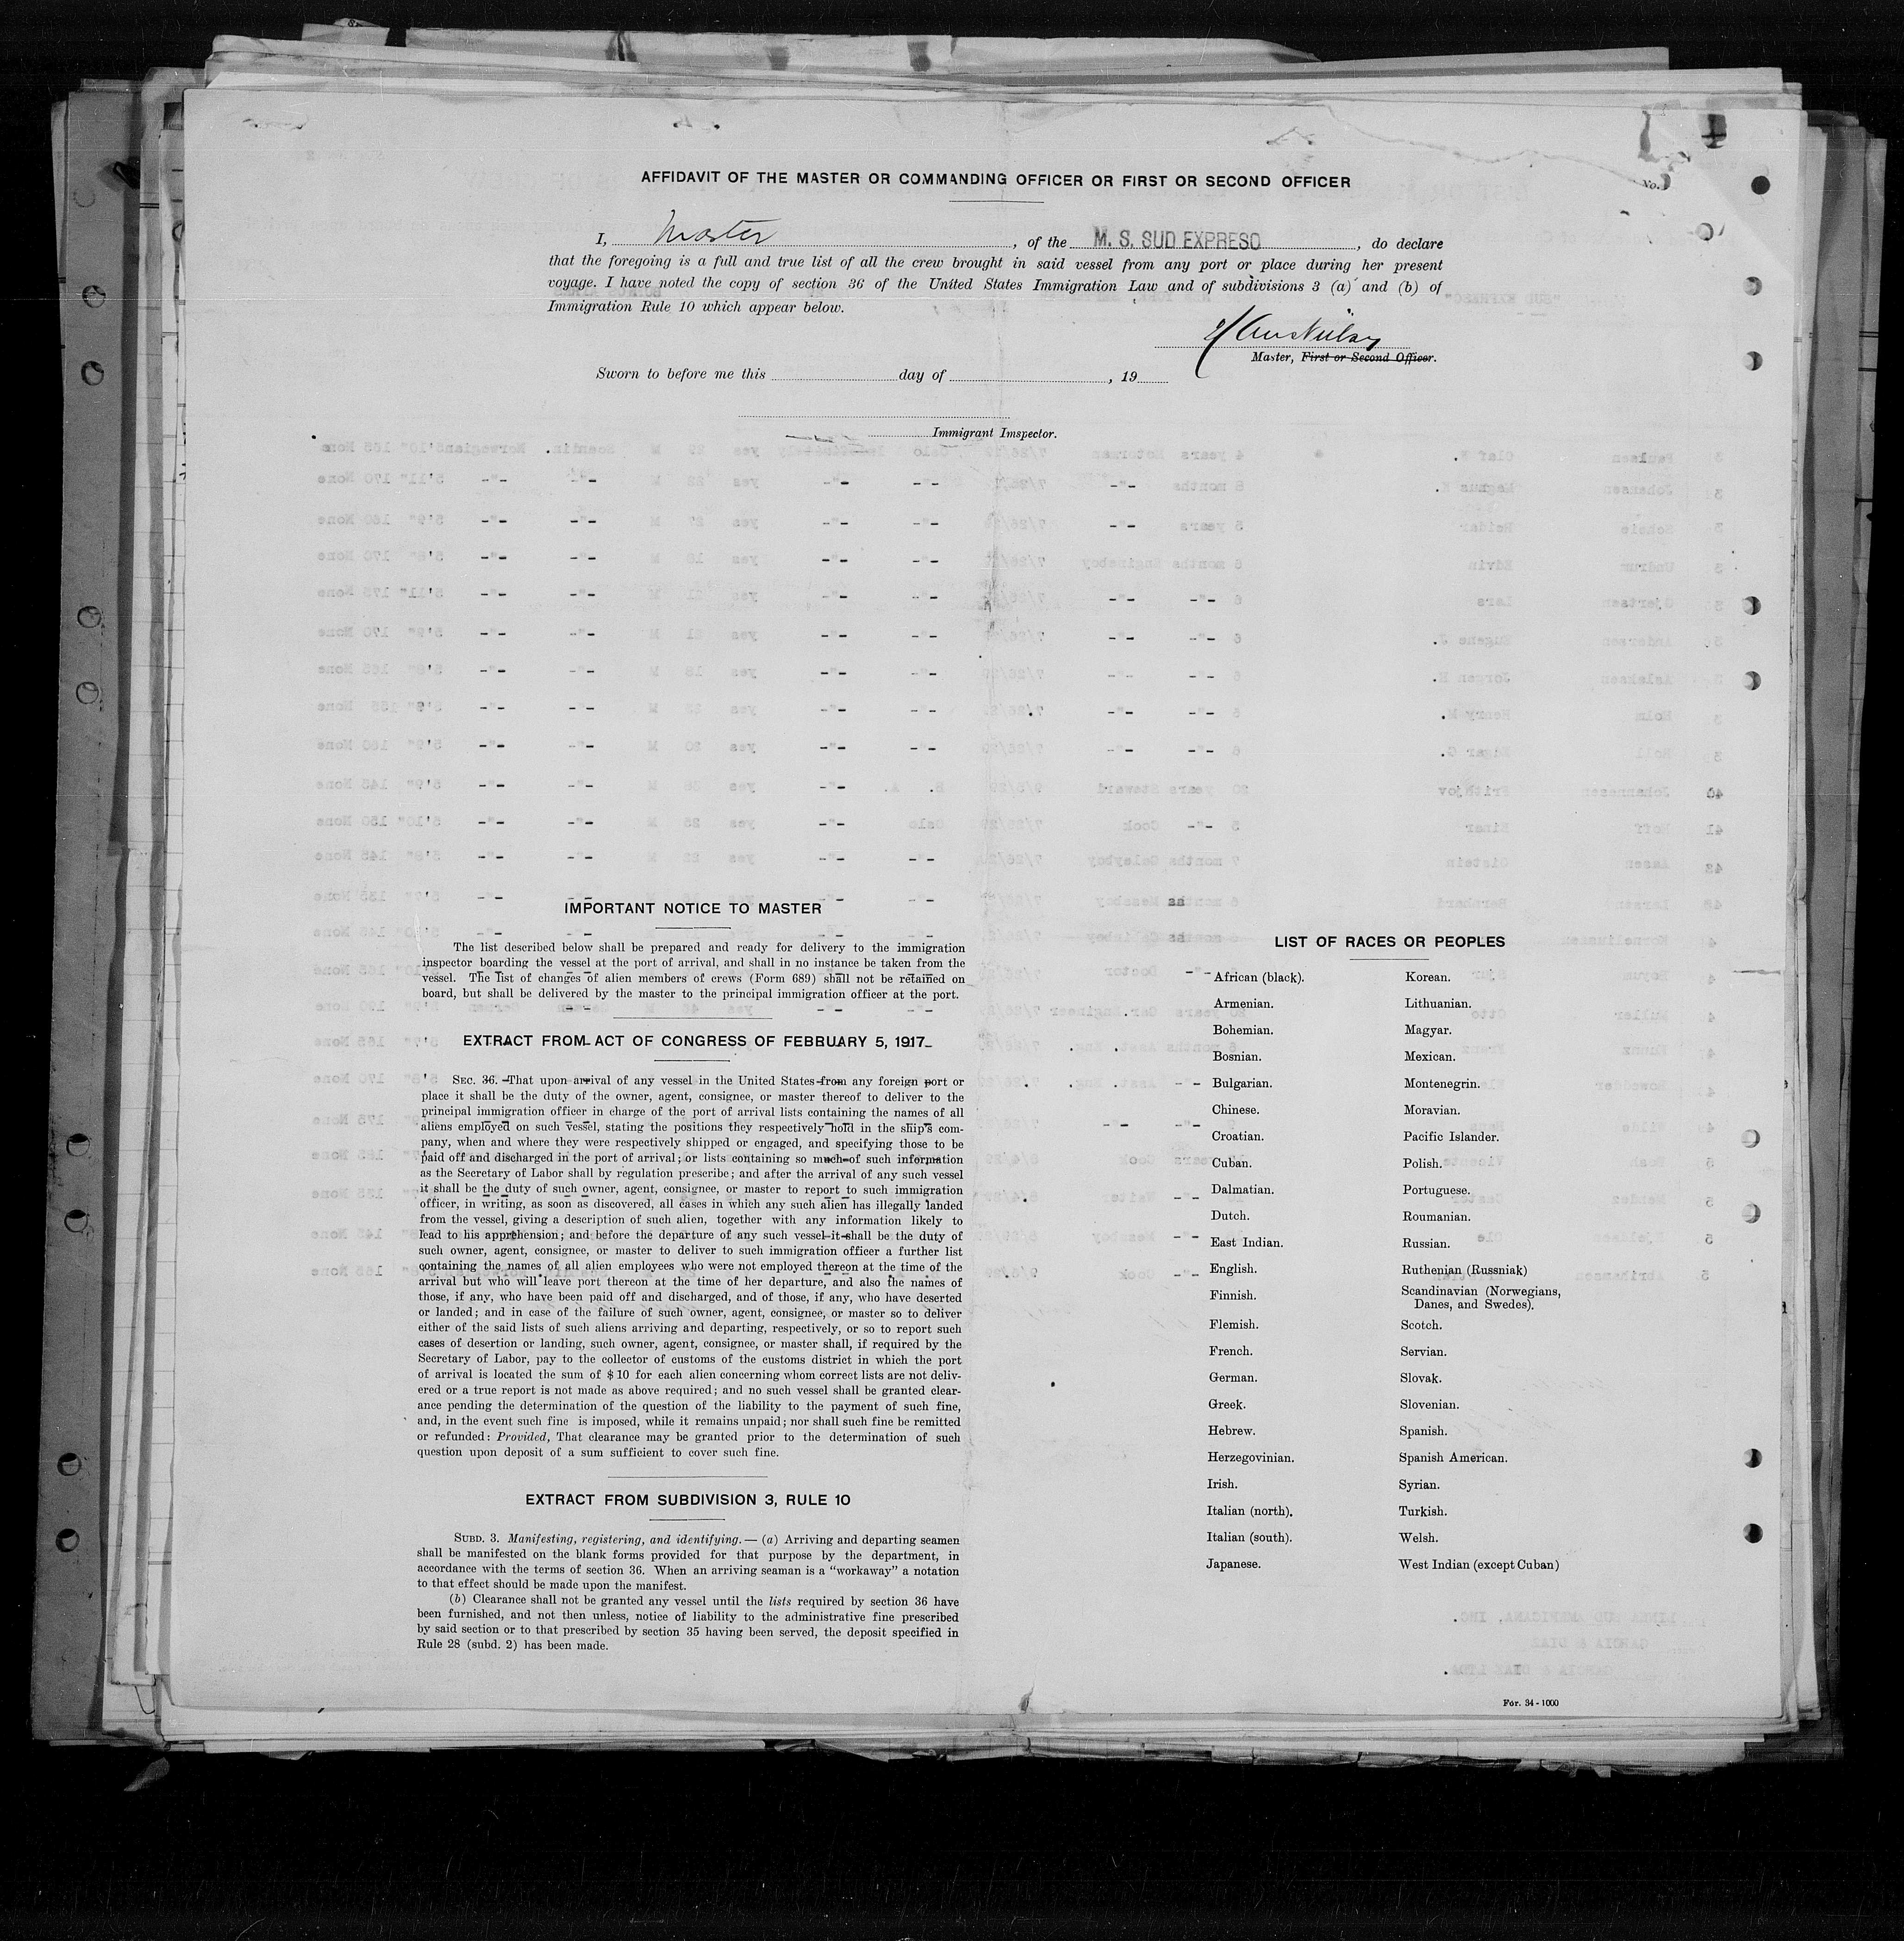 AFFIDAVIT OF THE MASTER OR COMMANDING OFFICER OR FIRST OR SECOND OFFICER
No.
I, Master, of the M. S. SUD EXPRESO, do declare
that the foregoing is a full and true list of all the crew brought in said vessel from any port or place during her present
voyage. I have noted the copy of section 36 of the United States Immigration Law and of subdivisions 3 (a) and (b) of
Immigration Rule 10 which appear below.
Master, First or Second Officer.
Sworn to before me this day of , 19
Immigrant Imspector.
IMPORTANT NOTICE TO MASTER
The list described below shall be prepared and ready for delivery to the immigration
inspector boarding the vessel at the port of arrival, and shall in no instance be taken from the
vessel. The list of changes of alien members of crews (Form 689) shall not be retained on
board, but shall be delivered by the master to the principal immigration officer at the port.
EXTRACT FROM ACT OF CONGRESS OF FEBRUARY 5, 1917
SEC. 36. That upon arrival of any vessel in the United States from any foreign port or
place it shall be the duty of the owner, agent, consignee, or master thereof to deliver to the
principal immigration officer in charge of the port of arrival lists containing the names of all
aliens employed on such vessel, stating the positions they respectively hold in the ship's com-
pany, when and where they were respectively shipped or engaged, and specifying those to be
paid off and discharged in the port of arrival; or lists containing so much of such information
as the Secretary of Labor shall by regulation prescribe; and after the arrival of any such vessel
it shall be the duty of such owner, agent, consignee, or master to report to such immigration
officer, in writing, as soon as discovered, all cases in which any such alien has illegally landed
from the vessel, giving a description of such alien, together with any information likely to
lead to his apprehension; and before the departure of any such vessel it shall be the duty of
such owner, agent, consignee, or master to deliver to such immigration officer a further list
containing the names of all alien employees who were not employed thereon at the time of the
arrival but who will leave port thereon at the time of her departure, and also the names of
those, if any, who have been paid off and discharged, and of those, if any, who have deserted
or landed; and in case of the failure of such owner, agent, consignee, or master so to deliver
either of the said lists of such aliens arriving and departing, respectively, or so to report such
cases of desertion or landing, such owner, agent, consignee, or master shall, if required by the
Secretary of Labor, pay to the collector of customs of the customs district in which the port
of arrival is located the sum of $10 for each alien concerning whom correct lists are not deliv-
ered or a true report is not made as above required; and no such vessel shall be granted clear-
ance pending the determination of the question of the liability to the payment of such fine,
and, in the event such fine is imposed, while it remains unpaid; nor shall such fine be remitted
or refunded: Provided, That clearance may be granted prior to the determination of such
question upon deposit of a sum sufficient to cover such fine.
EXTRACT FROM SUBDIVISION 3, RULE 10
SUBD. 3. Manifesting, registering, and identifying.— (a) Arriving and departing seamen
shall be manifested on the blank forms provided for that purpose by the department, in
accordance with the terms of section 36. When an arriving seaman is a "workaway" a notation
to that effect should be made upon the manifest.
(b) Clearance shall not be granted any vessel until the lists required by section 36 have
been furnished, and not then unless, notice of liability to the administrative fine prescribed
by said section or to that prescribed by section 35 having been served, the deposit specified in
Rule 28 (subd. 2) has been made.
LIST OF RACES OR PEOPLES
African (black).
Armenian.
Bohemian.
Bosnian.
Bulgarian.
Chinese.
Croatian.
Cuban.
Dalmatian.
Dutch.
East Indian.
English.
Finnish.
Flemish.
French.
German.
Greek.
Hebrew.
Herzegovinian.
Irish.
Italian (north).
Italian (south).
Japanese.
Korean.
Lithuanian.
Magyar.
Mexican.
Montenegrin.
Moravian.
Pacific Islander.
Polish.
Portuguese.
Roumanian.
Russian.
Ruthenian (Russniak)
Scandinavian (Norwegians,
Danes, and Swedes).
Scotch.
Servian.
Slovak.
Slovenian.
Spanish.
Spanish American.
Syrian.
Turkish.
Welsh.
West Indian (except Cuban)
For. 34-1000